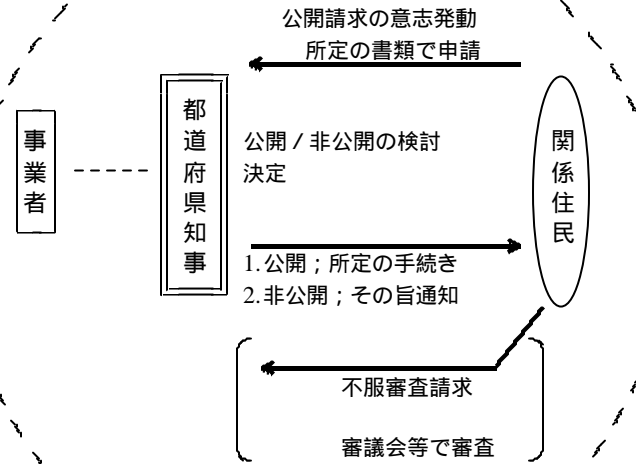 公開請求の意志発動
所定の書類で申請
事業者
都道府県知事
公開/非公開の検討
決定
関係住民
1.公開;所定の手続き
2.非公開;その旨通知
不服審査請求
審議会等で審査